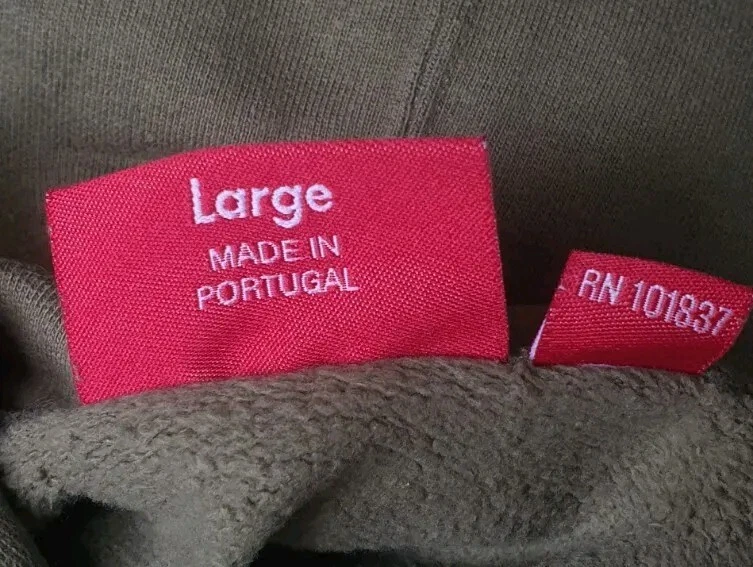 Large
MADE IN
PORTUGAL
RN 101837